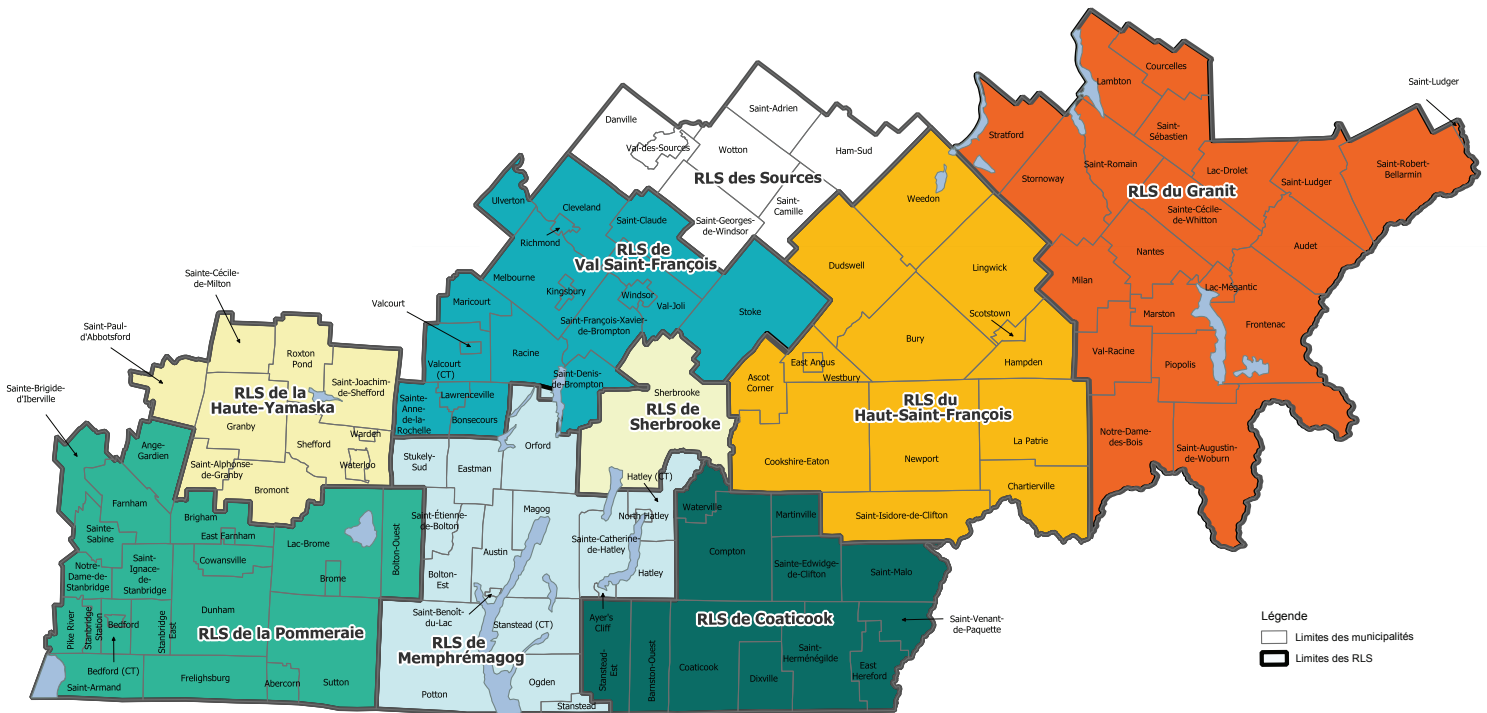 Saint-Ludger
Courcelles
Lambton
Saint-Adrien
Danville
Saint-
Sébastien
Stratford
Val-des-Sources
Wotton
Ham-Sud
Saint-Romain
Lac-Drolet
Saint-Robert-
Bellarmin
RLS des Sources
Stornoway
RLS du Granit
Saint-Ludger
Ulverton
Cleveland
Saint-
Camille
Weedon
Sainte-Cécile-
de-Whitton
Saint-Claude
Saint-Georges-
de-Windsor
Richmond
RLS de
Val Saint-François
Audet
Nantes
Dudswell
Lingwick
Sainte-Cécile-
de-Milton
Melbourne
Milan
Lac-Mégantic
Kingsbury
Windsor
Maricourt
Val-Joli
Valcourt
Stoke
Scotstown
Marston
Saint-Paul-
d'Abbotsford
Saint-François-Xavier-
de-Brompton
Frontenac
Bury
Roxton
Pond
Racine
Val-Racine
Valcourt
(CT)
East Angus
Hampden
Piopolis
Saint-Denis-
de-Brompton
Ascot
Corner
Westbury
Sainte-Brigide-
d'Iberville
RLS de la
Haute-Yamaska
Saint-Joachim-
de-Shefford
Sherbrooke
Sainte-
Anne-
de-la-
Rochelle
Lawrenceville
RLS de
Sherbrooke
RLS du
Haut-Saint-François
Bonsecours
Granby
Warden
Notre-Dame-
des-Bois
Ange-
Gardien
Shefford
Orford
La Patrie
Saint-Augustin-
de-Woburn
Stukely-
Sud
Eastman
Cookshire-Eaton
Newport
Waterloo
Saint-Alphonse-
de-Granby
Hatley (CT)
Bromont
Chartierville
Farnham
Waterville
Martinville
Magog
Saint-Isidore-de-Clifton
Brigham
North Hatley
Saint-Étienne-
de-Bolton
Sainte-
Sabine
East Farnham
Lac-Brome
Sainte-Catherine-
de-Hatley
Bolton-Ouest
Austin
Compton
Cowansville
Saint-
Ignace-
de-
Stanbridge
Sainte-Edwidge-
de-Clifton
Notre-
Dame-de-
Stanbridge
Brome
Bolton-
Est
Hatley
Saint-Malo
Dunham
Saint-Benoît-
du-Lac
Ayer's
Cliff
RLS de Coaticook
Saint-Venant-
de-Paquette
Légende
Pike River
Stanbridge
Station
Bedford
Stanbridge
East
RLS de la Pommeraie
Stanstead (CT)
Limites des municipalités
RLS de
Memphrémagog
Saint-
Herménégilde
Limites des RLS
Bedford (CT)
Stanstead-
Est
Barnston-Ouest
Coaticook
East
Hereford
Saint-Armand
Frelighsburg
Abercorn
Sutton
Dixville
Ogden
Potton
Stanstead